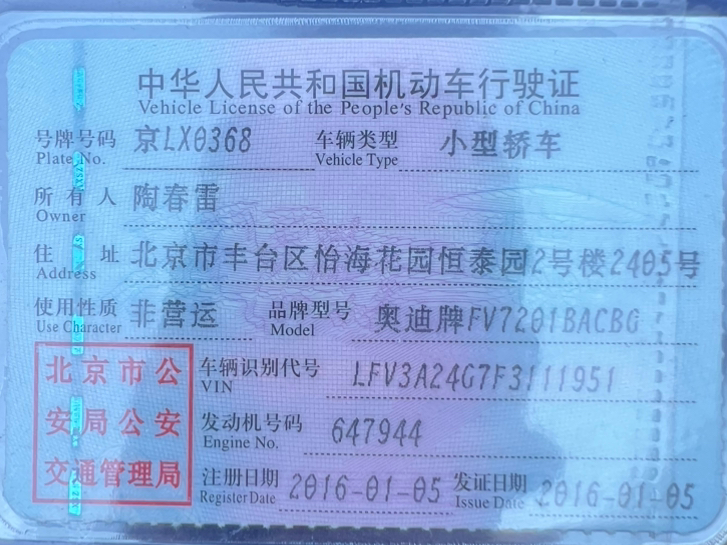 中华人民共和国机动车行驶证
Vehicle License of the People's Republic of China
号牌号码 京LX0368 车辆类型 小型轿车
Plate No. Vehicle Type
所有人 陶春雷
Owner
住址 北京市丰台区怡海花园恒泰园2号楼2405号
Address
使用性质 非营运 品牌型号 奥迪牌FV7201BACBG
Use Character Model
北京市公安局公安交通管理局
车辆识别代号 LFV3A24G7F3111951
VIN
发动机号码 647944
Engine No.
注册日期 2016-01-05 发证日期 2016-01-05
Register Date Issue Date